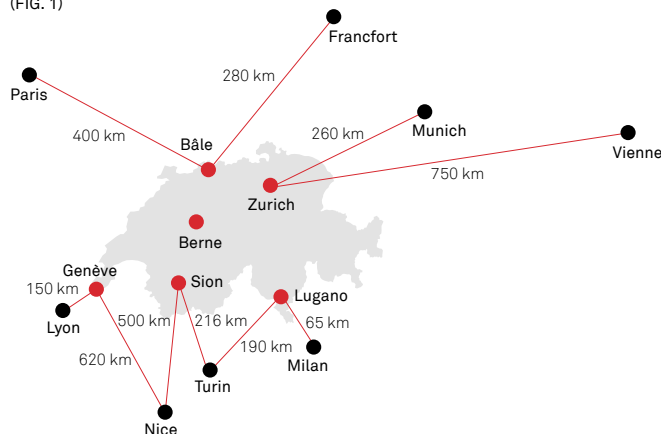 (FIG. 1)
Francfort
280 km
Paris
400 km
Bâle
260 km
Munich
Vienne
750 km
Zurich
Berne
Genève
Sion
150 km
Lugano
Lyon
500 km
216 km
65 km
620 km
190 km
Milan
Turin
Nice